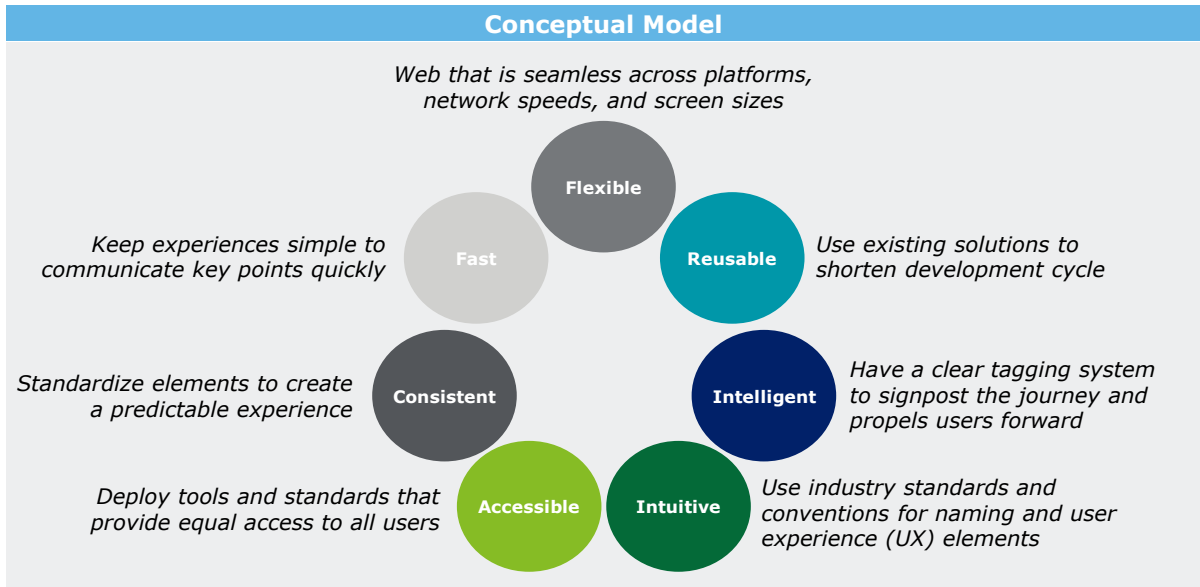 Conceptual Model
Web that is seamless across platforms,
network speeds, and screen sizes
Flexible
Keep experiences simple to
communicate key points quickly
Fast
Reusable
Use existing solutions to
shorten development cycle
Standardize elements to create
a predictable experience
Consistent
Intelligent
Have a clear tagging system
to signpost the journey and
propels users forward
Deploy tools and standards that
provide equal access to all users
Accessible
Intuitive
Use industry standards and
conventions for naming and user
experience (UX) elements